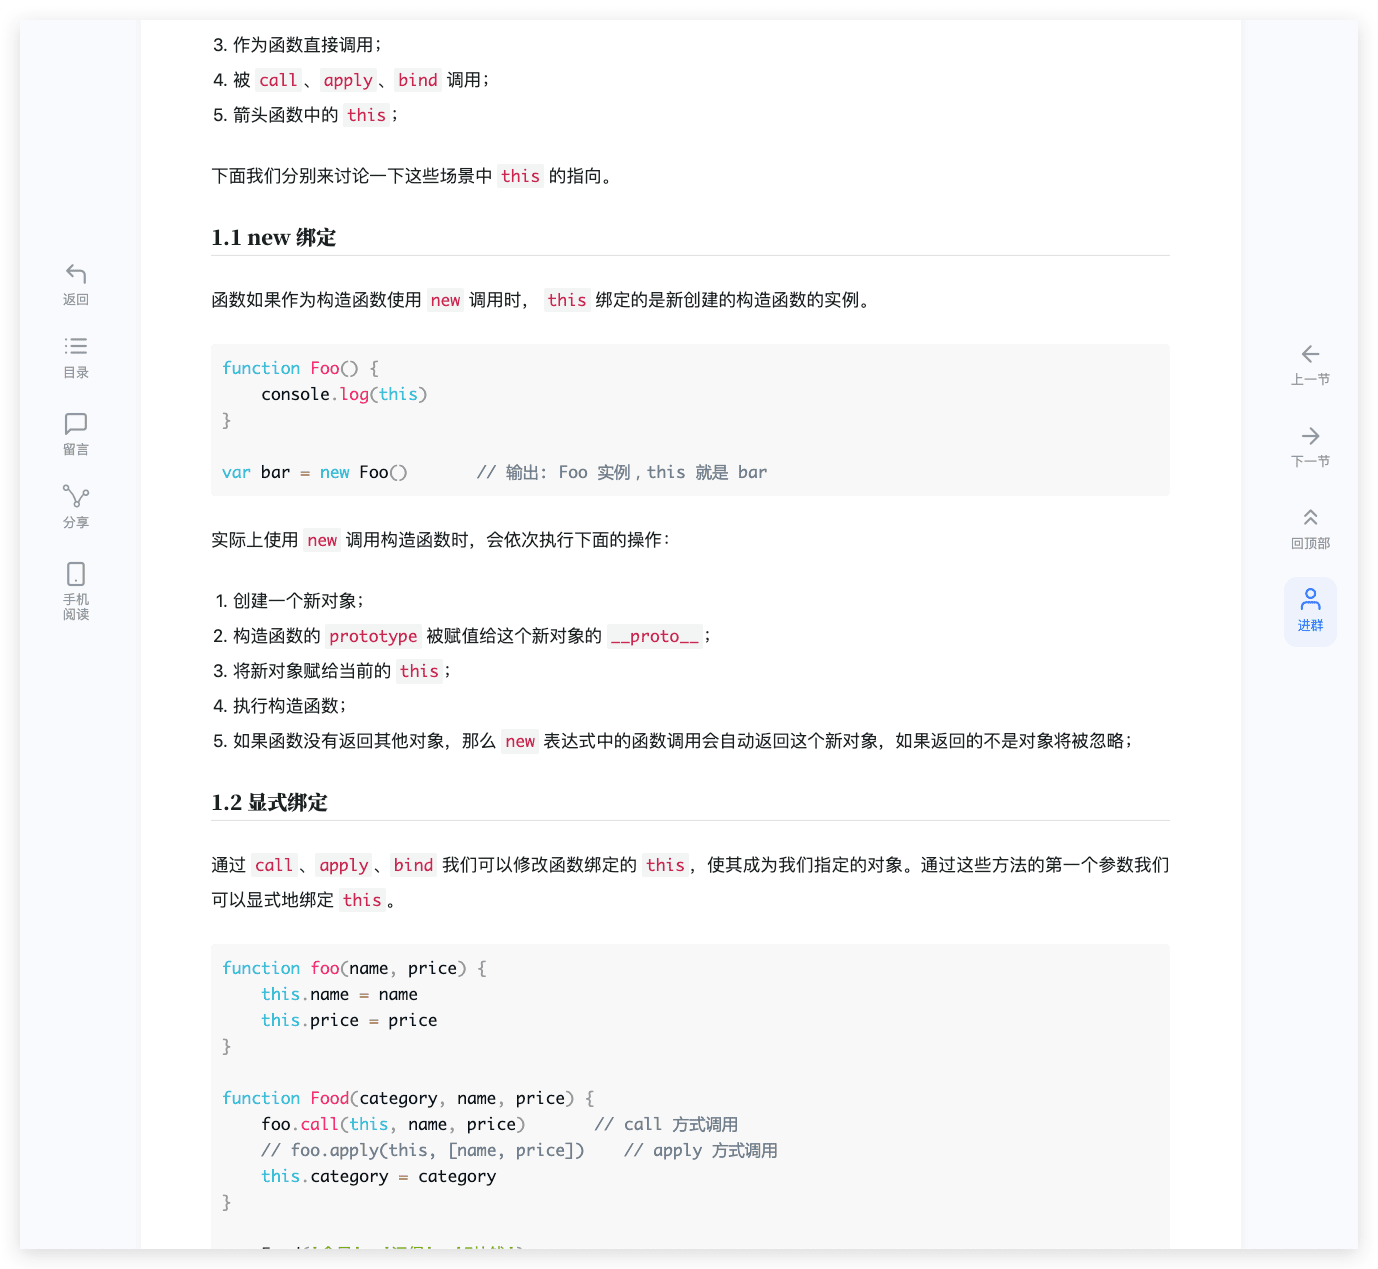 3. 作为函数直接调用；
4. 被 call、apply、bind 调用；
5. 箭头函数中的 this；
下面我们分别来讨论一下这些场景中 this 的指向。
1.1 new 绑定
函数如果作为构造函数使用 new 调用时， this 绑定的是新创建的构造函数的实例。
function Foo() {
    console.log(this)
}
var bar = new Foo()       // 输出: Foo 实例，this 就是 bar
实际上使用 new 调用构造函数时，会依次执行下面的操作：
1. 创建一个新对象；
2. 构造函数的 prototype 被赋值给这个新对象的 __proto__；
3. 将新对象赋给当前的 this；
4. 执行构造函数；
5. 如果函数没有返回其他对象，那么 new 表达式中的函数调用会自动返回这个新对象，如果返回的不是对象将被忽略；
1.2 显式绑定
通过 call、apply、bind 我们可以修改函数绑定的 this，使其成为我们指定的对象。通过这些方法的第一个参数我们
可以显式地绑定 this。
function foo(name, price) {
    this.name = name
    this.price = price
}
function Food(category, name, price) {
    foo.call(this, name, price)       // call 方式调用
    // foo.apply(this, [name, price])    // apply 方式调用
    this.category = category
}
返回
目录
留言
分享
手机
阅读
上一节
下一节
回顶部
进群